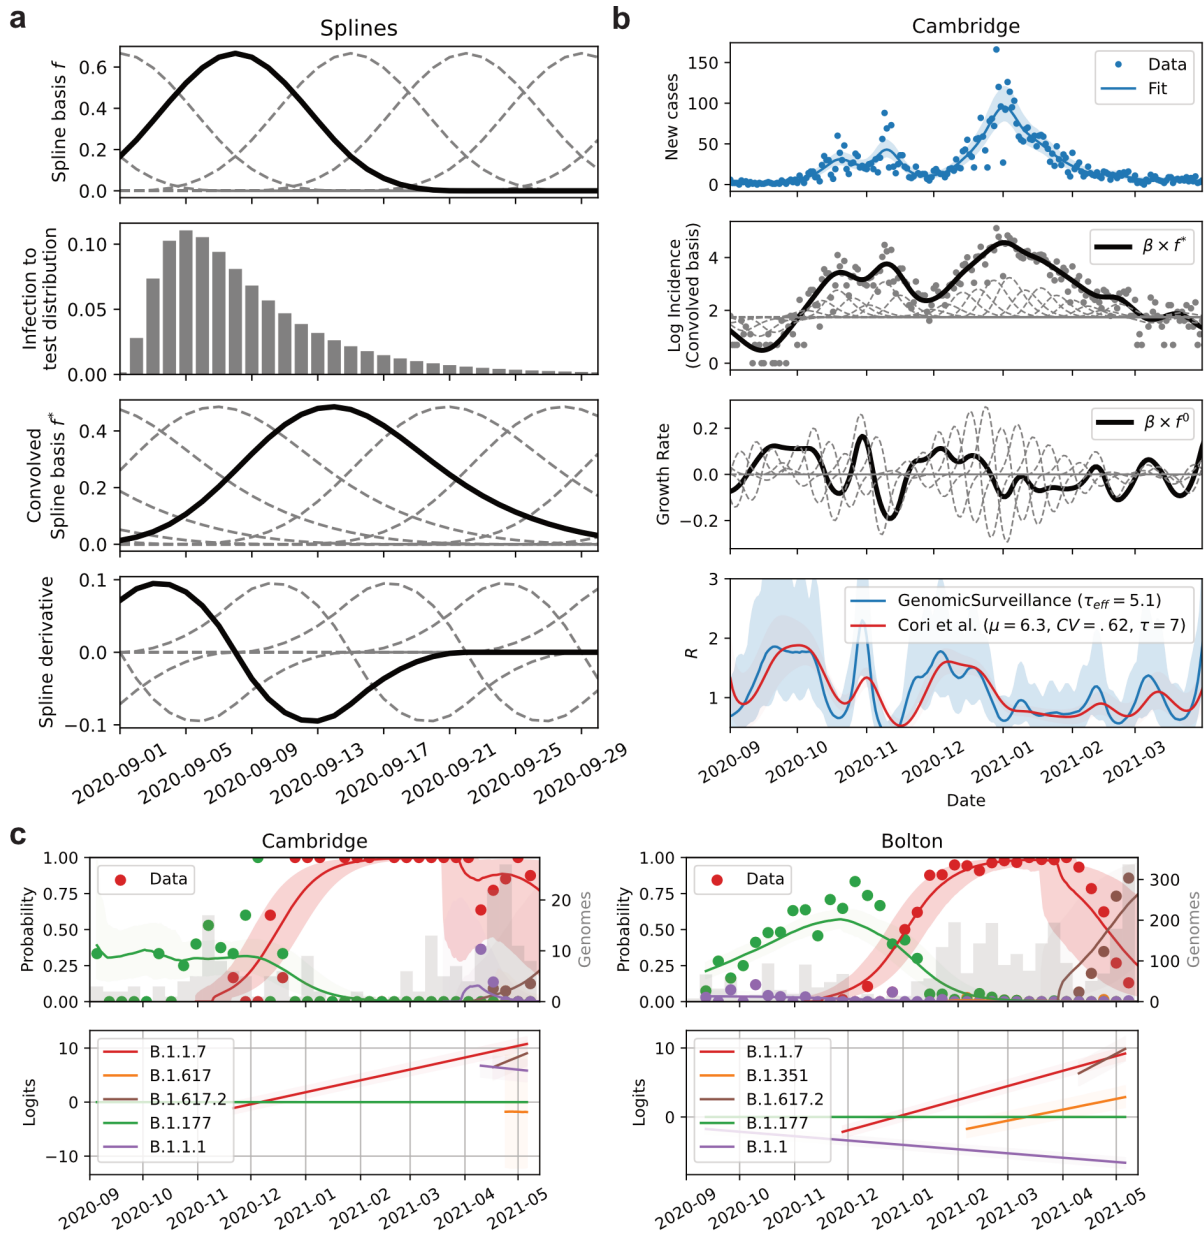 a
Splines
Spline basis f
0.6
0.4
0.2
0.0
Infection to
test distribution
0.10
0.05
0.00
Convolved
Spline basis f*
0.4
0.2
0.0
Spline derivative
0.1
0.0
−0.1
2020-09-01
2020-09-05
2020-09-09
2020-09-13
2020-09-17
2020-09-21
2020-09-25
2020-09-29
b
Cambridge
New cases
150
100
50
0
Data
Fit
Log Incidence
(Convolved basis)
4
2
0
β × f*
Growth Rate
0.2
0.0
−0.2
β × f⁰
R
3
2
1
GenomicSurveillance (τeff = 5.1)
Cori et al. (μ = 6.3, CV = .62, τ = 7)
2020-09
2020-10
2020-11
2020-12
2021-01
2021-02
2021-03
Date
c
Cambridge
Probability
1.00
0.75
0.50
0.25
0.00
Data
20
10
0
Genomes
Logits
10
0
−10
B.1.1.7
B.1.617
B.1.617.2
B.1.177
B.1.1.1
2020-09
2020-10
2020-11
2020-12
2021-01
2021-02
2021-03
2021-04
2021-05
Bolton
Probability
1.00
0.75
0.50
0.25
0.00
Data
300
200
100
0
Genomes
Logits
10
0
B.1.1.7
B.1.351
B.1.617.2
B.1.177
B.1.1
2020-09
2020-10
2020-11
2020-12
2021-01
2021-02
2021-03
2021-04
2021-05